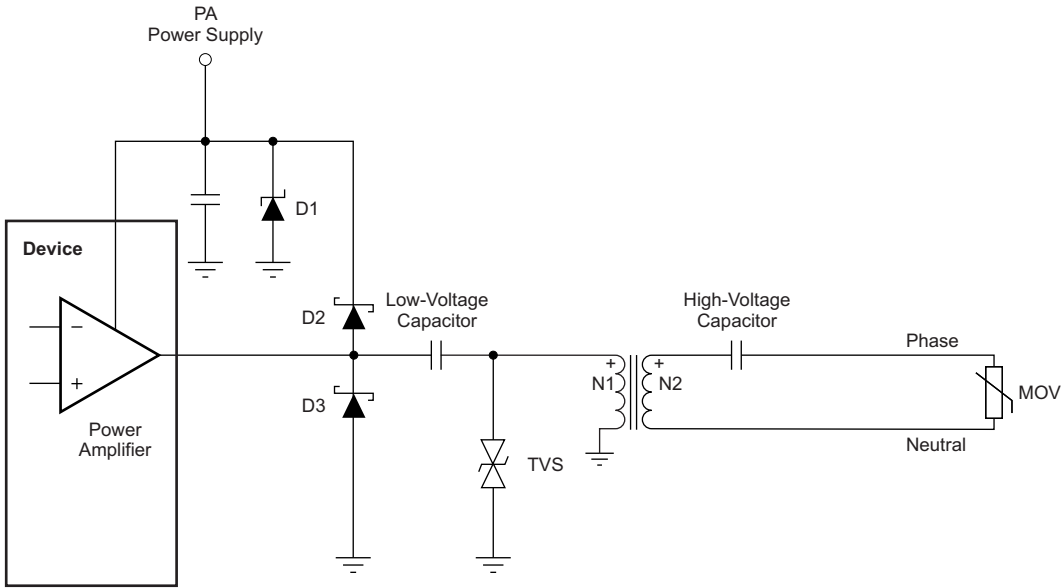 PA
Power Supply
D1
Device
D2
Low-Voltage
Capacitor
High-Voltage
Capacitor
Phase
−
+
D3
+
N1
+
N2
MOV
Power
Amplifier
Neutral
TVS